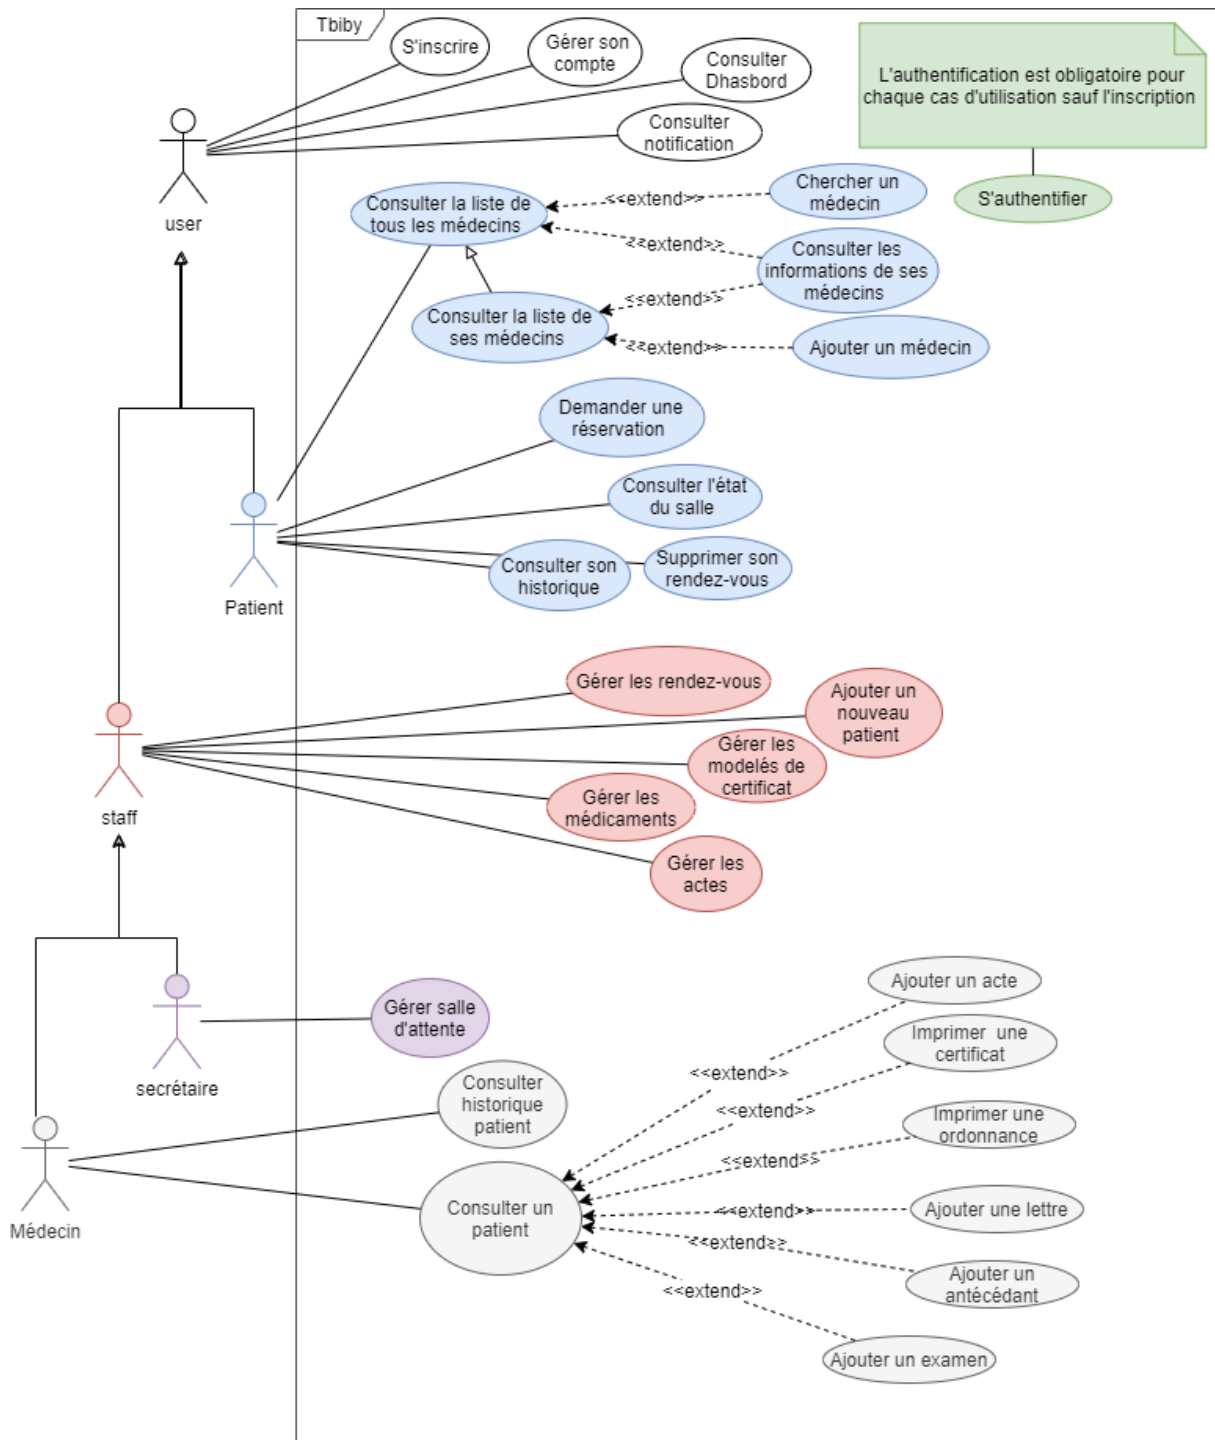 Tbiby
S'inscrire
Gérer son
compte
Consulter
Dhasbord
Consulter
notification
L'authentification est obligatoire pour
chaque cas d'utilisation sauf l'inscription
S'authentifier
user
Consulter la liste de
tous les médecins
<<extend>>
Chercher un
médecin
<<extend>>
Consulter les
informations de ses
médecins
<<extend>>
Consulter la liste de
ses médecins
<<extend>>
Ajouter un médecin
Demander une
réservation
Consulter l'état
du salle
Consulter son
historique
Supprimer son
rendez-vous
Patient
Gérer les rendez-vous
Ajouter un
nouveau
patient
Gérer les
modelés de
certificat
Gérer les
médicaments
Gérer les
actes
staff
Gérer salle
d'attente
secrétaire
Consulter
historique
patient
Consulter un
patient
Médecin
<<extend>>
Ajouter un acte
<<extend>>
Imprimer  une
certificat
<<extend>>
Imprimer une
ordonnance
<<extend>>
Ajouter une lettre
<<extend>>
Ajouter un
antécédant
<<extend>>
Ajouter un examen